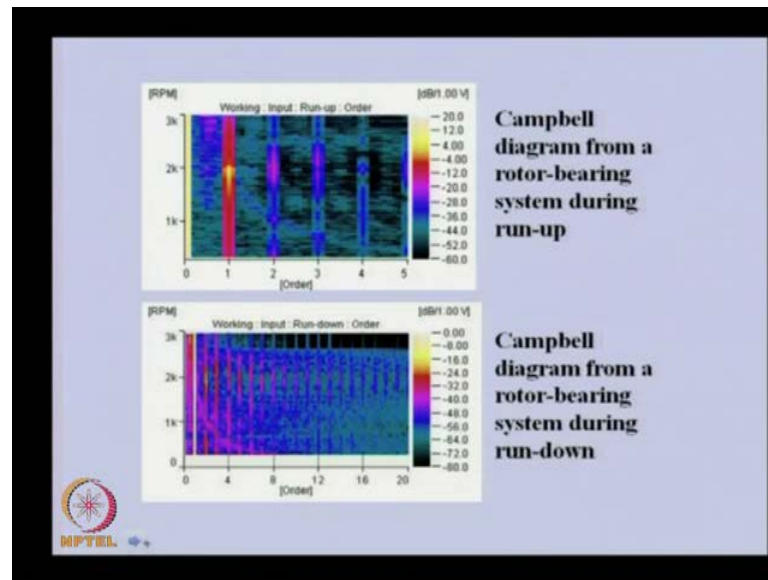 [RPM]
Working : Input : Run-up : Order
[dB/1.00 V]
3k
2k
1k
0 1 2 3 4 5
[Order]
20.0
12.0
4.00
-4.00
-12.0
-20.0
-28.0
-36.0
-44.0
-52.0
-60.0
Campbell
diagram from a
rotor-bearing
system during
run-up
[RPM]
Working : Input : Run-down : Order
[dB/1.00 V]
3k
2k
1k
0
0 4 8 12 16 20
[Order]
0.00
-8.00
-16.0
-24.0
-32.0
-40.0
-48.0
-56.0
-64.0
-72.0
-80.0
Campbell
diagram from a
rotor-bearing
system during
run-down
NPTEL